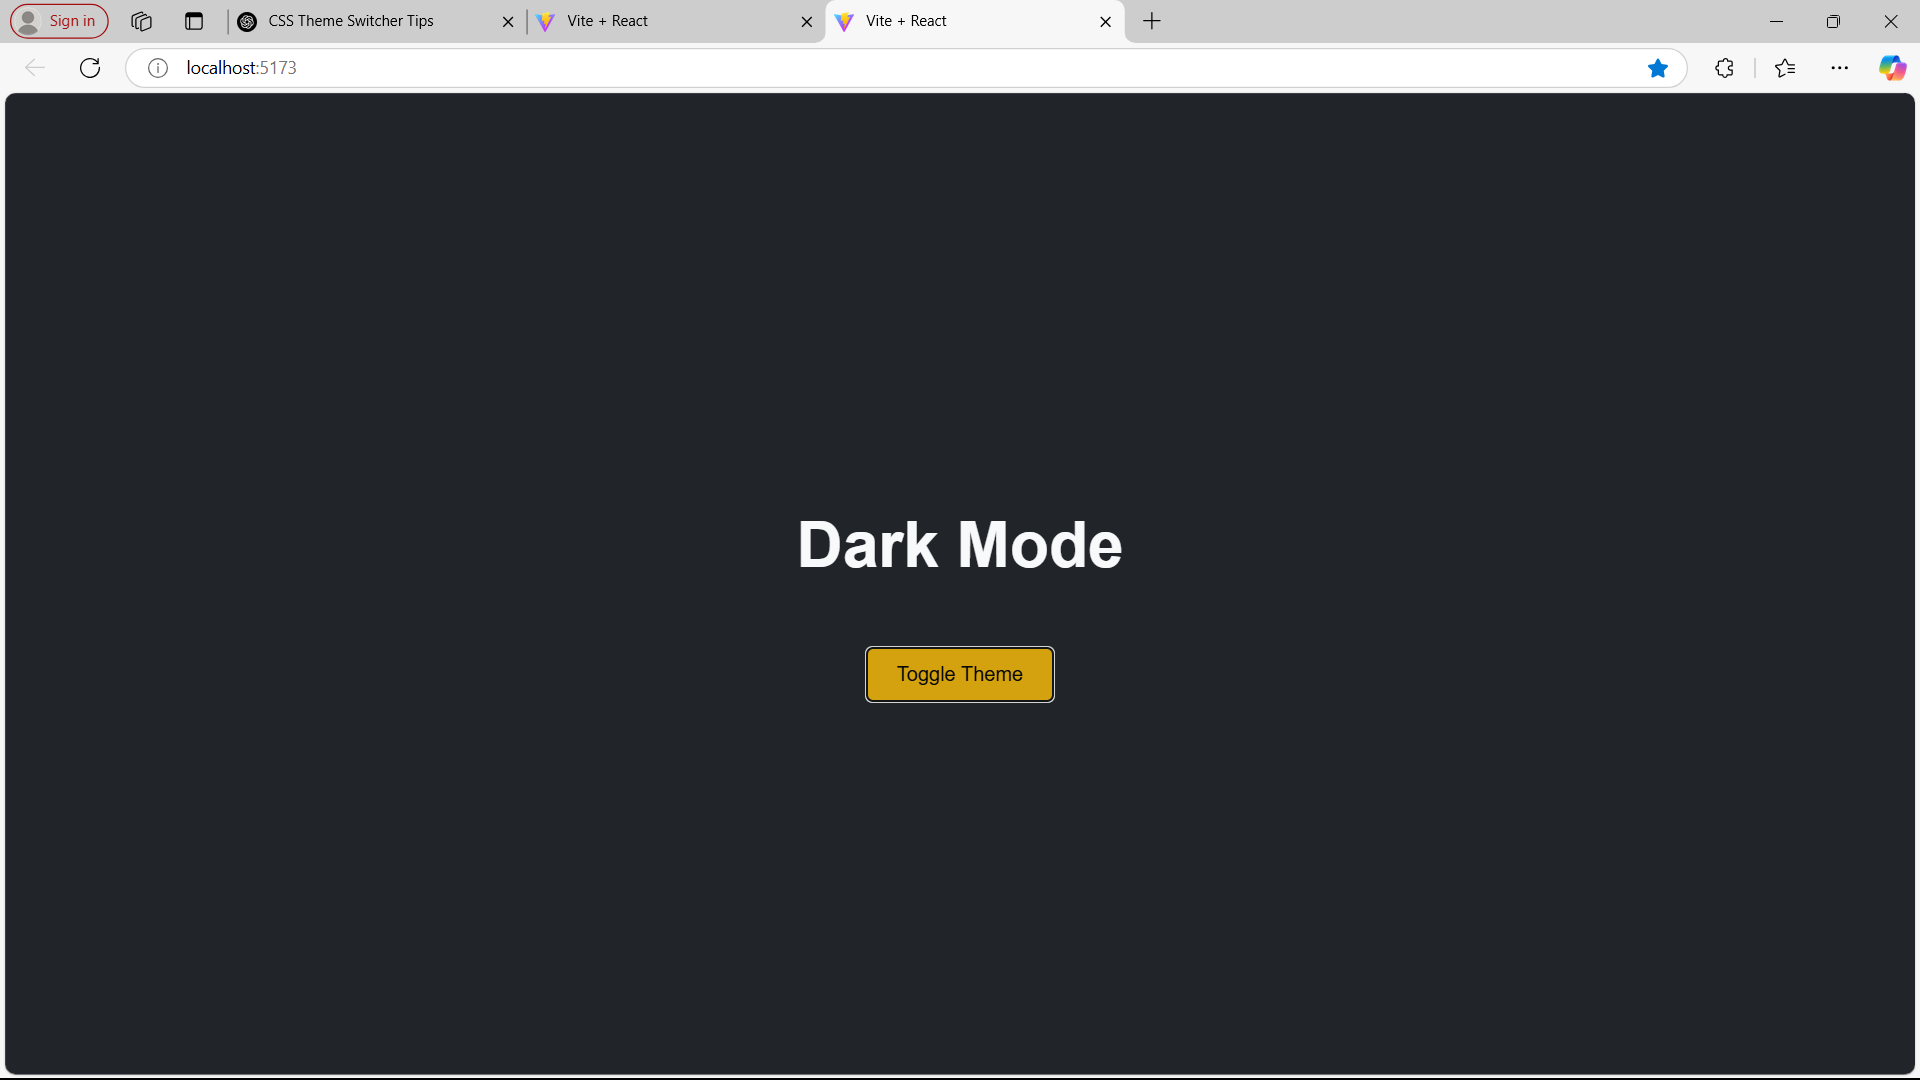 Sign in
CSS Theme Switcher Tips
Vite + React
Vite + React
localhost:5173
Dark Mode
Toggle Theme